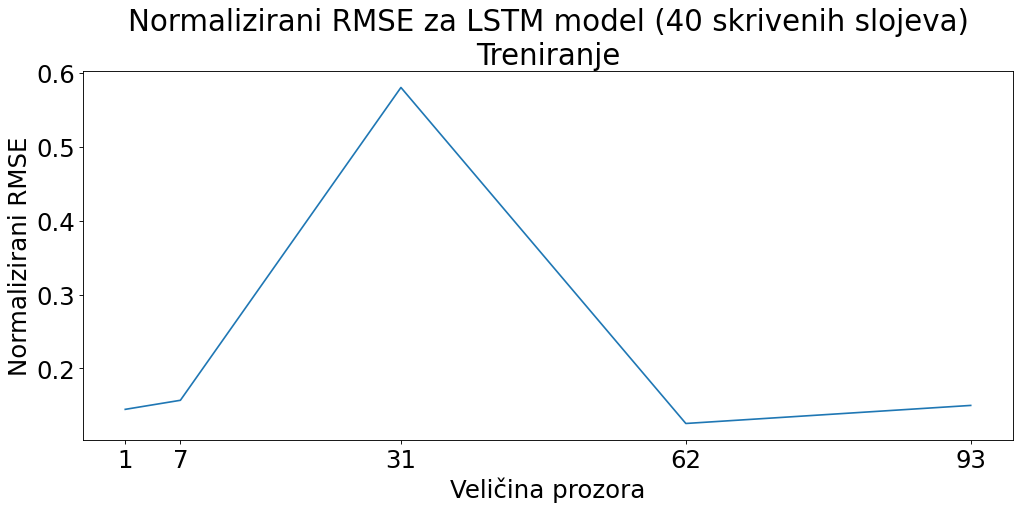 Normalizirani RMSE za LSTM model (40 skrivenih slojeva)
Treniranje
Normalizirani RMSE
0.6
0.5
0.4
0.3
0.2
1 7 31 62 93
Veličina prozora